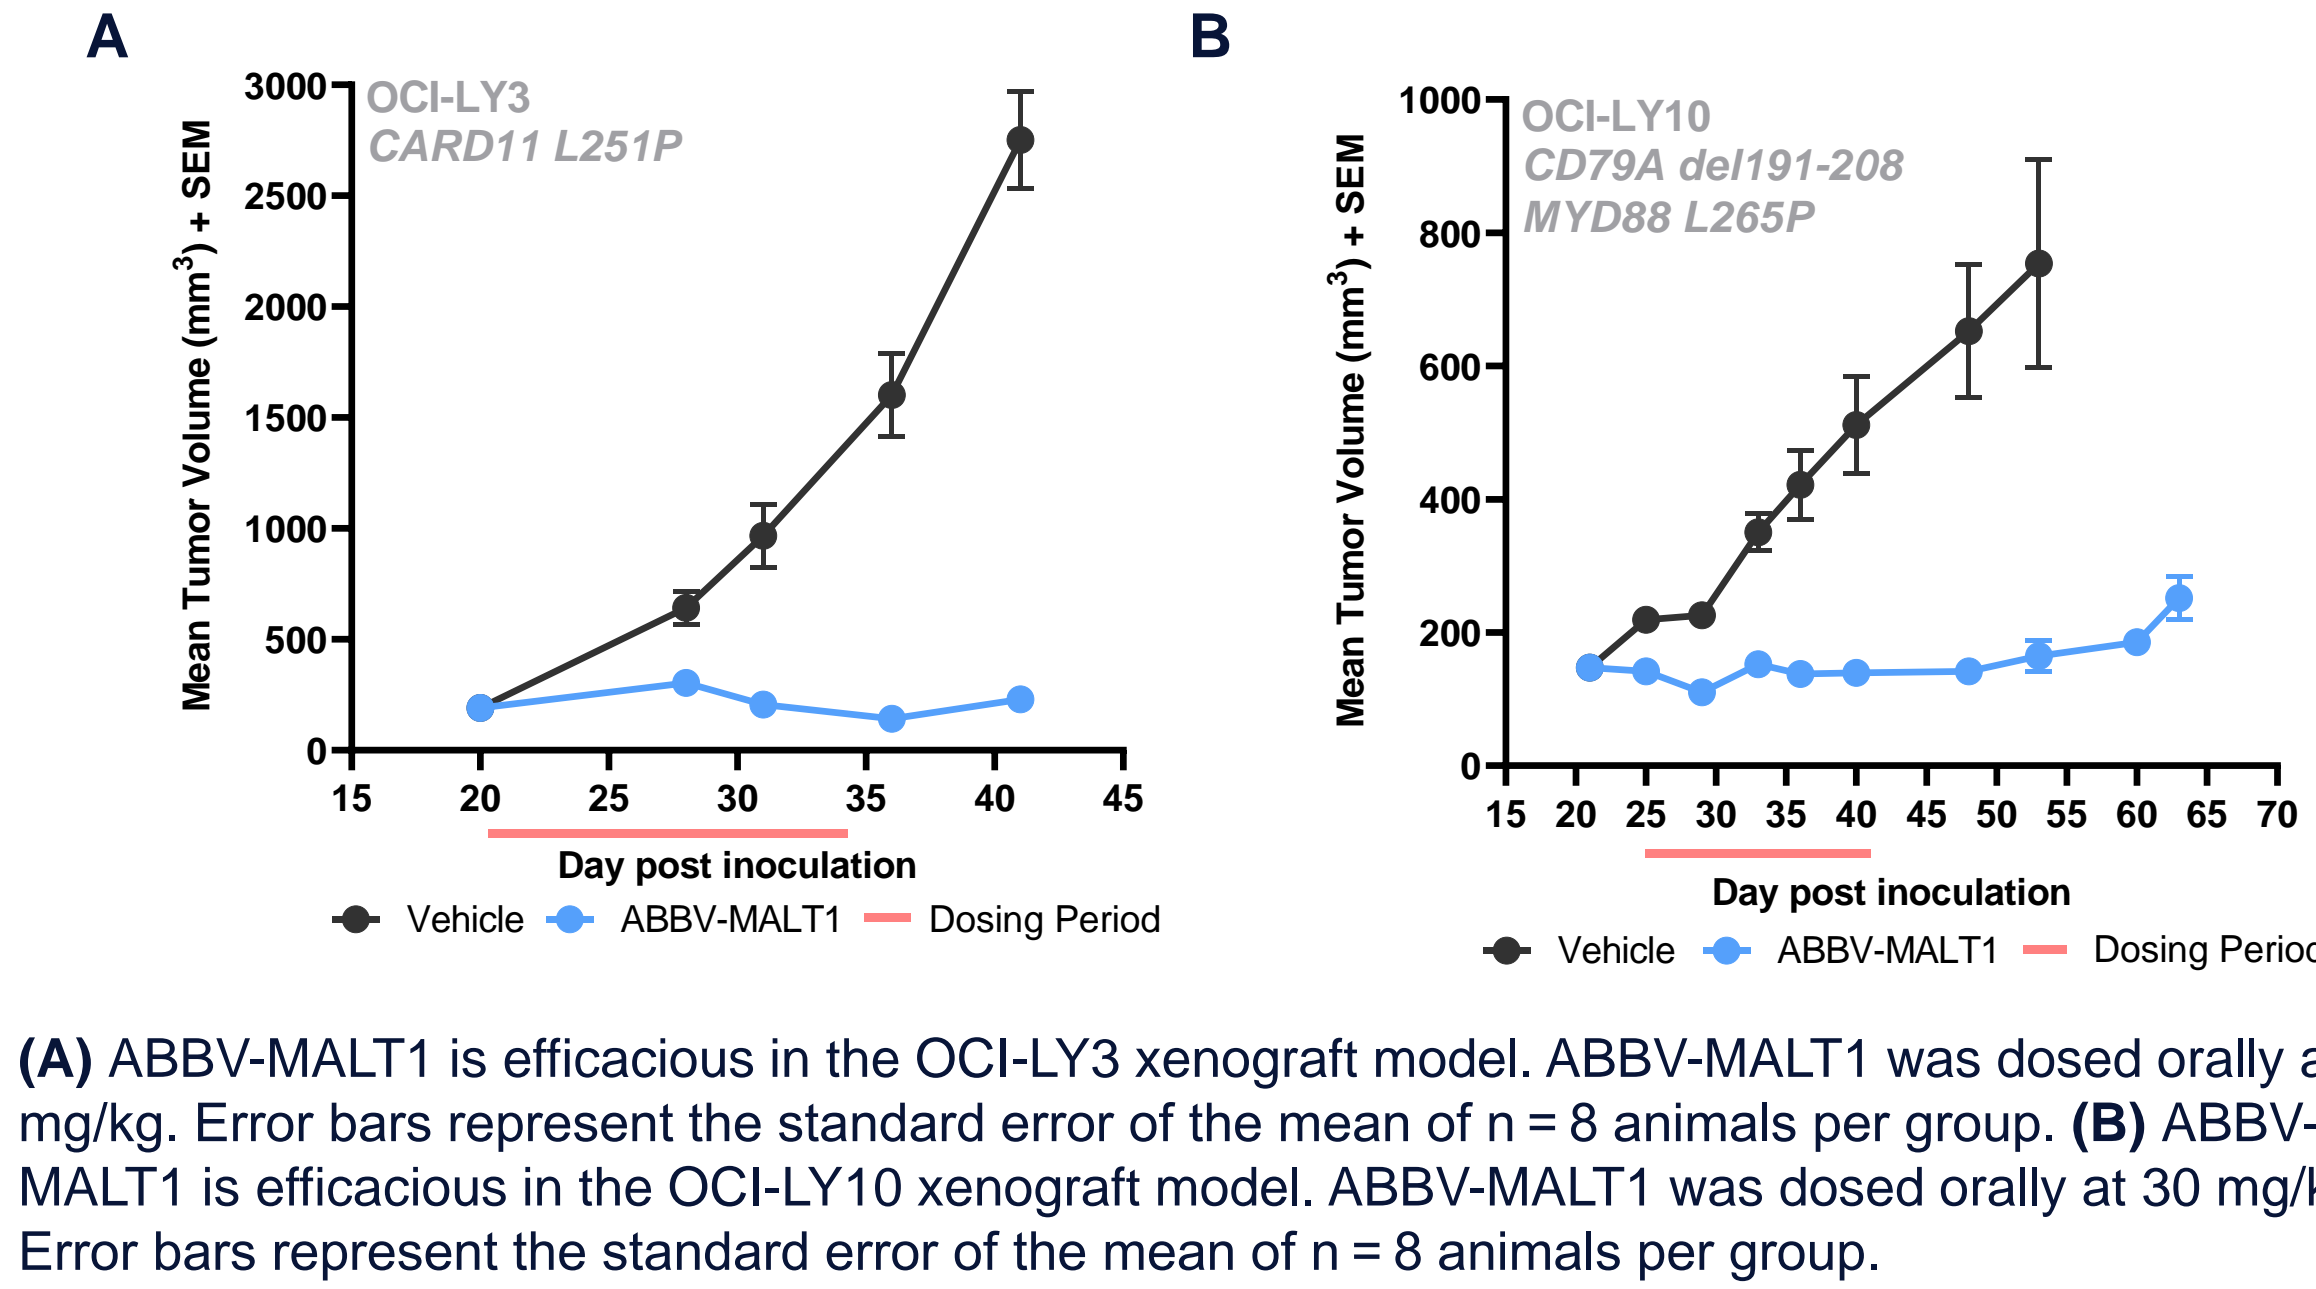 A
3000
2500
2000
1500
1000
500
0
Mean Tumor Volume (mm³) + SEM
OCI-LY3
CARD11 L251P
15 20 25 30 35 40 45
Day post inoculation
Vehicle ABBV-MALT1 Dosing Period
B
1000
800
600
400
200
0
Mean Tumor Volume (mm³) + SEM
OCI-LY10
CD79A del191-208
MYD88 L265P
15 20 25 30 35 40 45 50 55 60 65 70
Day post inoculation
Vehicle ABBV-MALT1 Dosing
(A) ABBV-MALT1 is efficacious in the OCI-LY3 xenograft model. ABBV-MALT1 was dosed orally
mg/kg. Error bars represent the standard error of the mean of n = 8 animals per group. (B) ABBV-
MALT1 is efficacious in the OCI-LY10 xenograft model. ABBV-MALT1 was dosed orally at 30
Error bars represent the standard error of the mean of n = 8 animals per group.